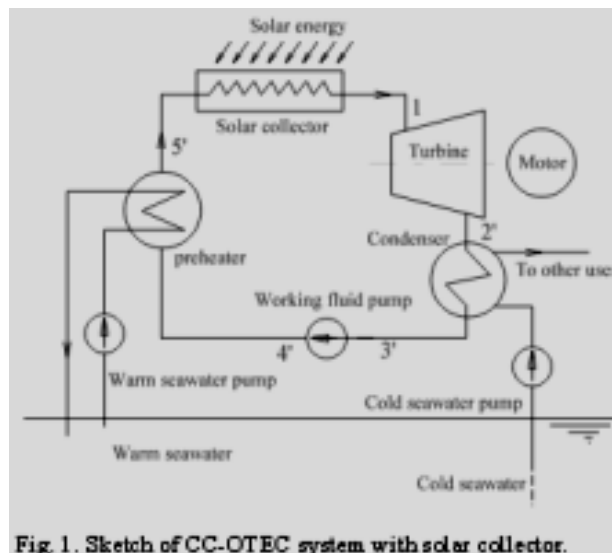 Solar energy
Solar collector
1
Turbine
Motor
5'
2'
Condenser
preheater
To other use
Working fluid pump
4'
3'
Warm seawater pump
Cold seawater pump
Warm seawater
Cold seawater
Fig. 1. Sketch of CC-OTEC system with solar collector.